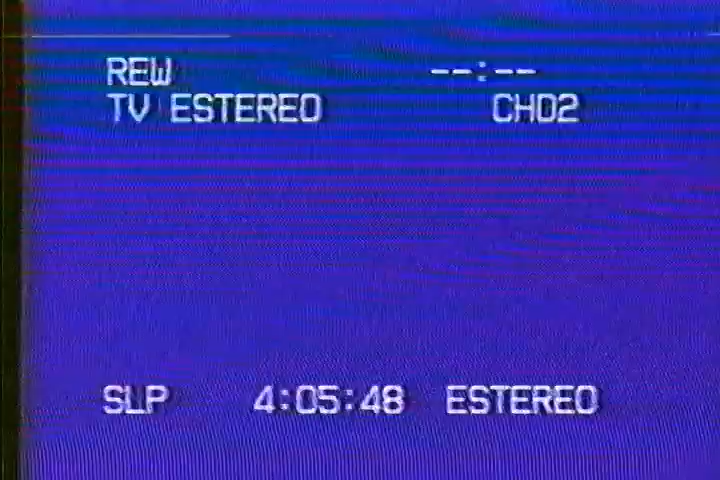 REW --:--
TV ESTEREO CH02
SLP 4:05:48 ESTEREO